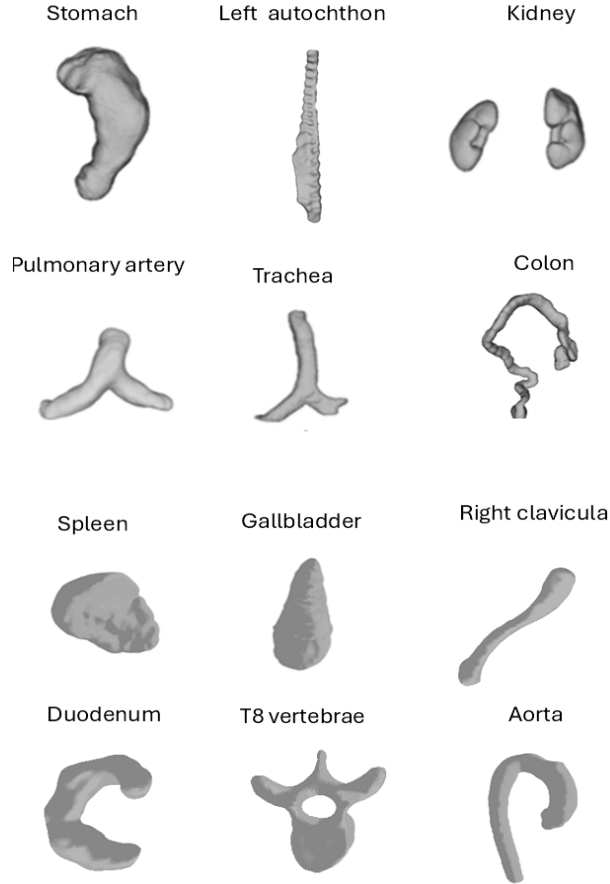 Stomach
Left autochthon
Kidney
Pulmonary artery
Trachea
Colon
Spleen
Gallbladder
Right clavicula
Duodenum
T8 vertebrae
Aorta